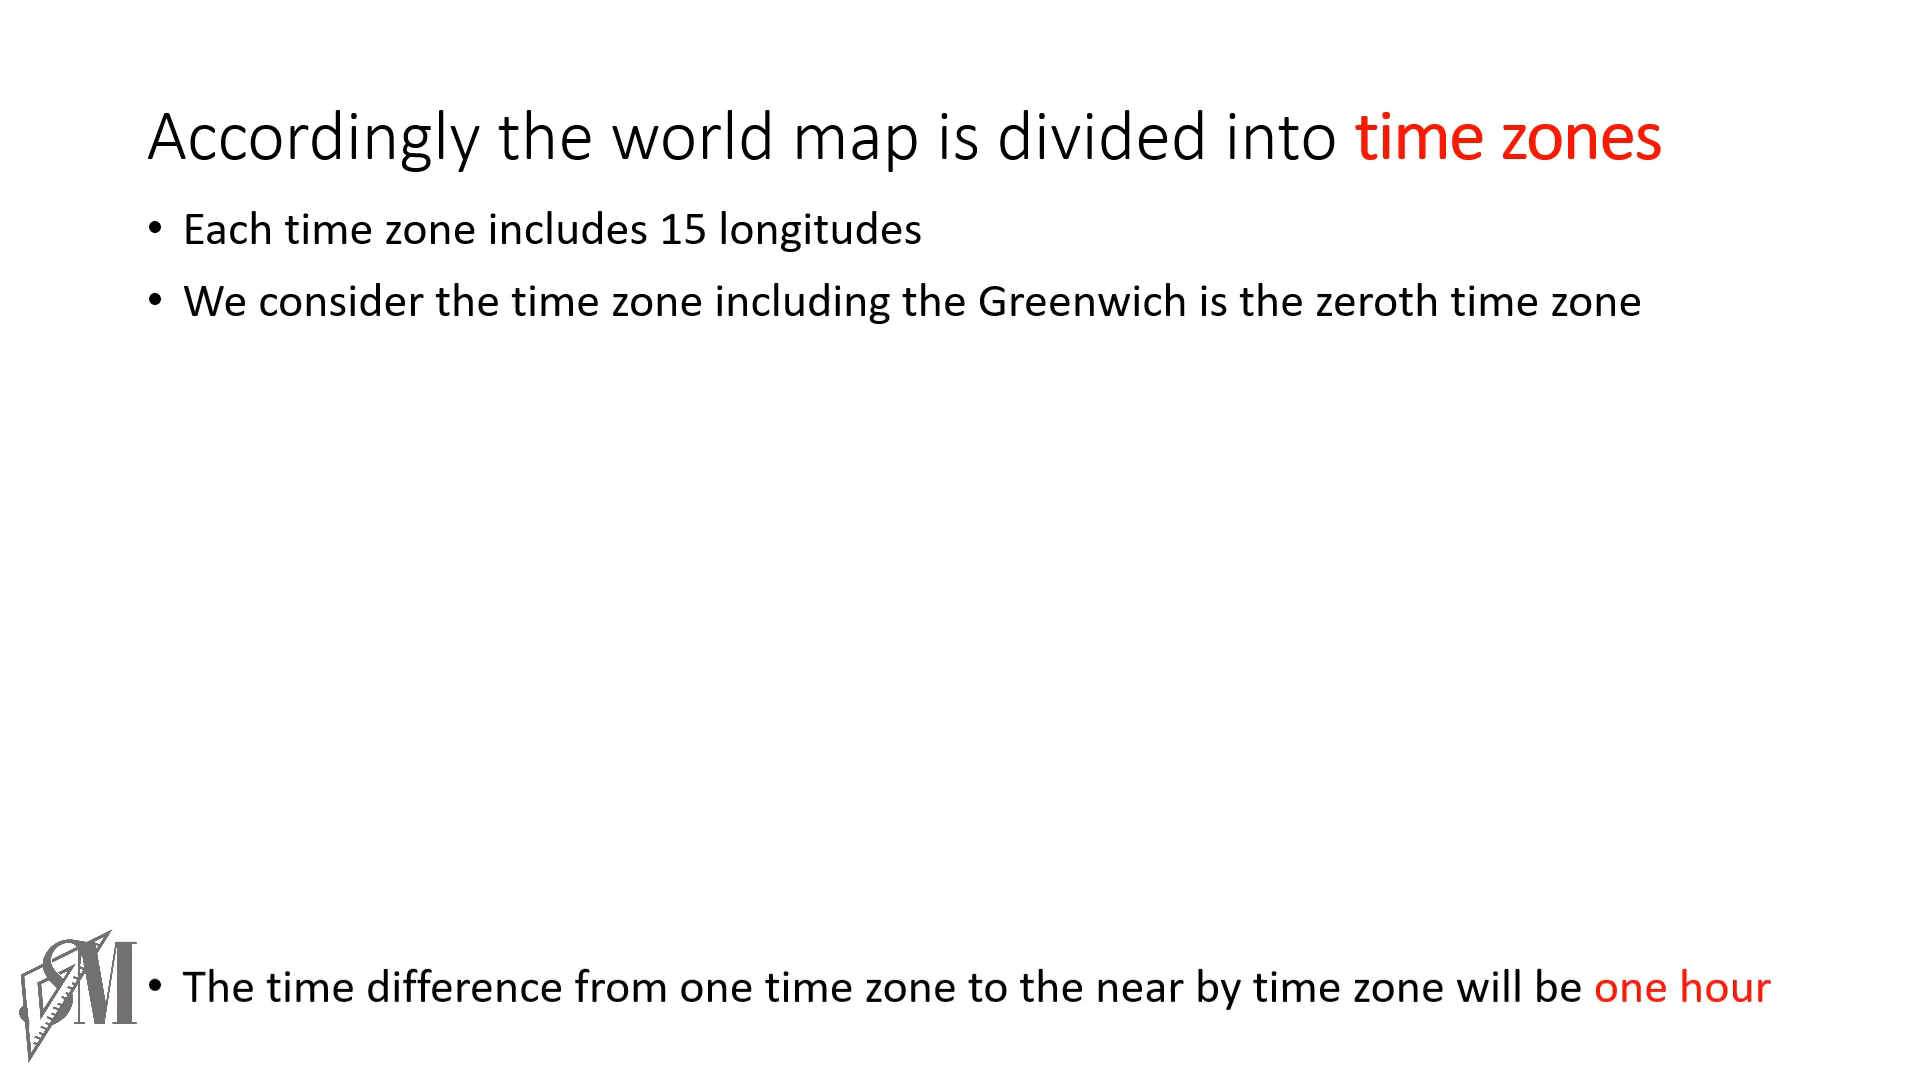 Accordingly the world map is divided into time zones
• Each time zone includes 15 longitudes
• We consider the time zone including the Greenwich is the zeroth time zone
SM
• The time difference from one time zone to the near by time zone will be one hour